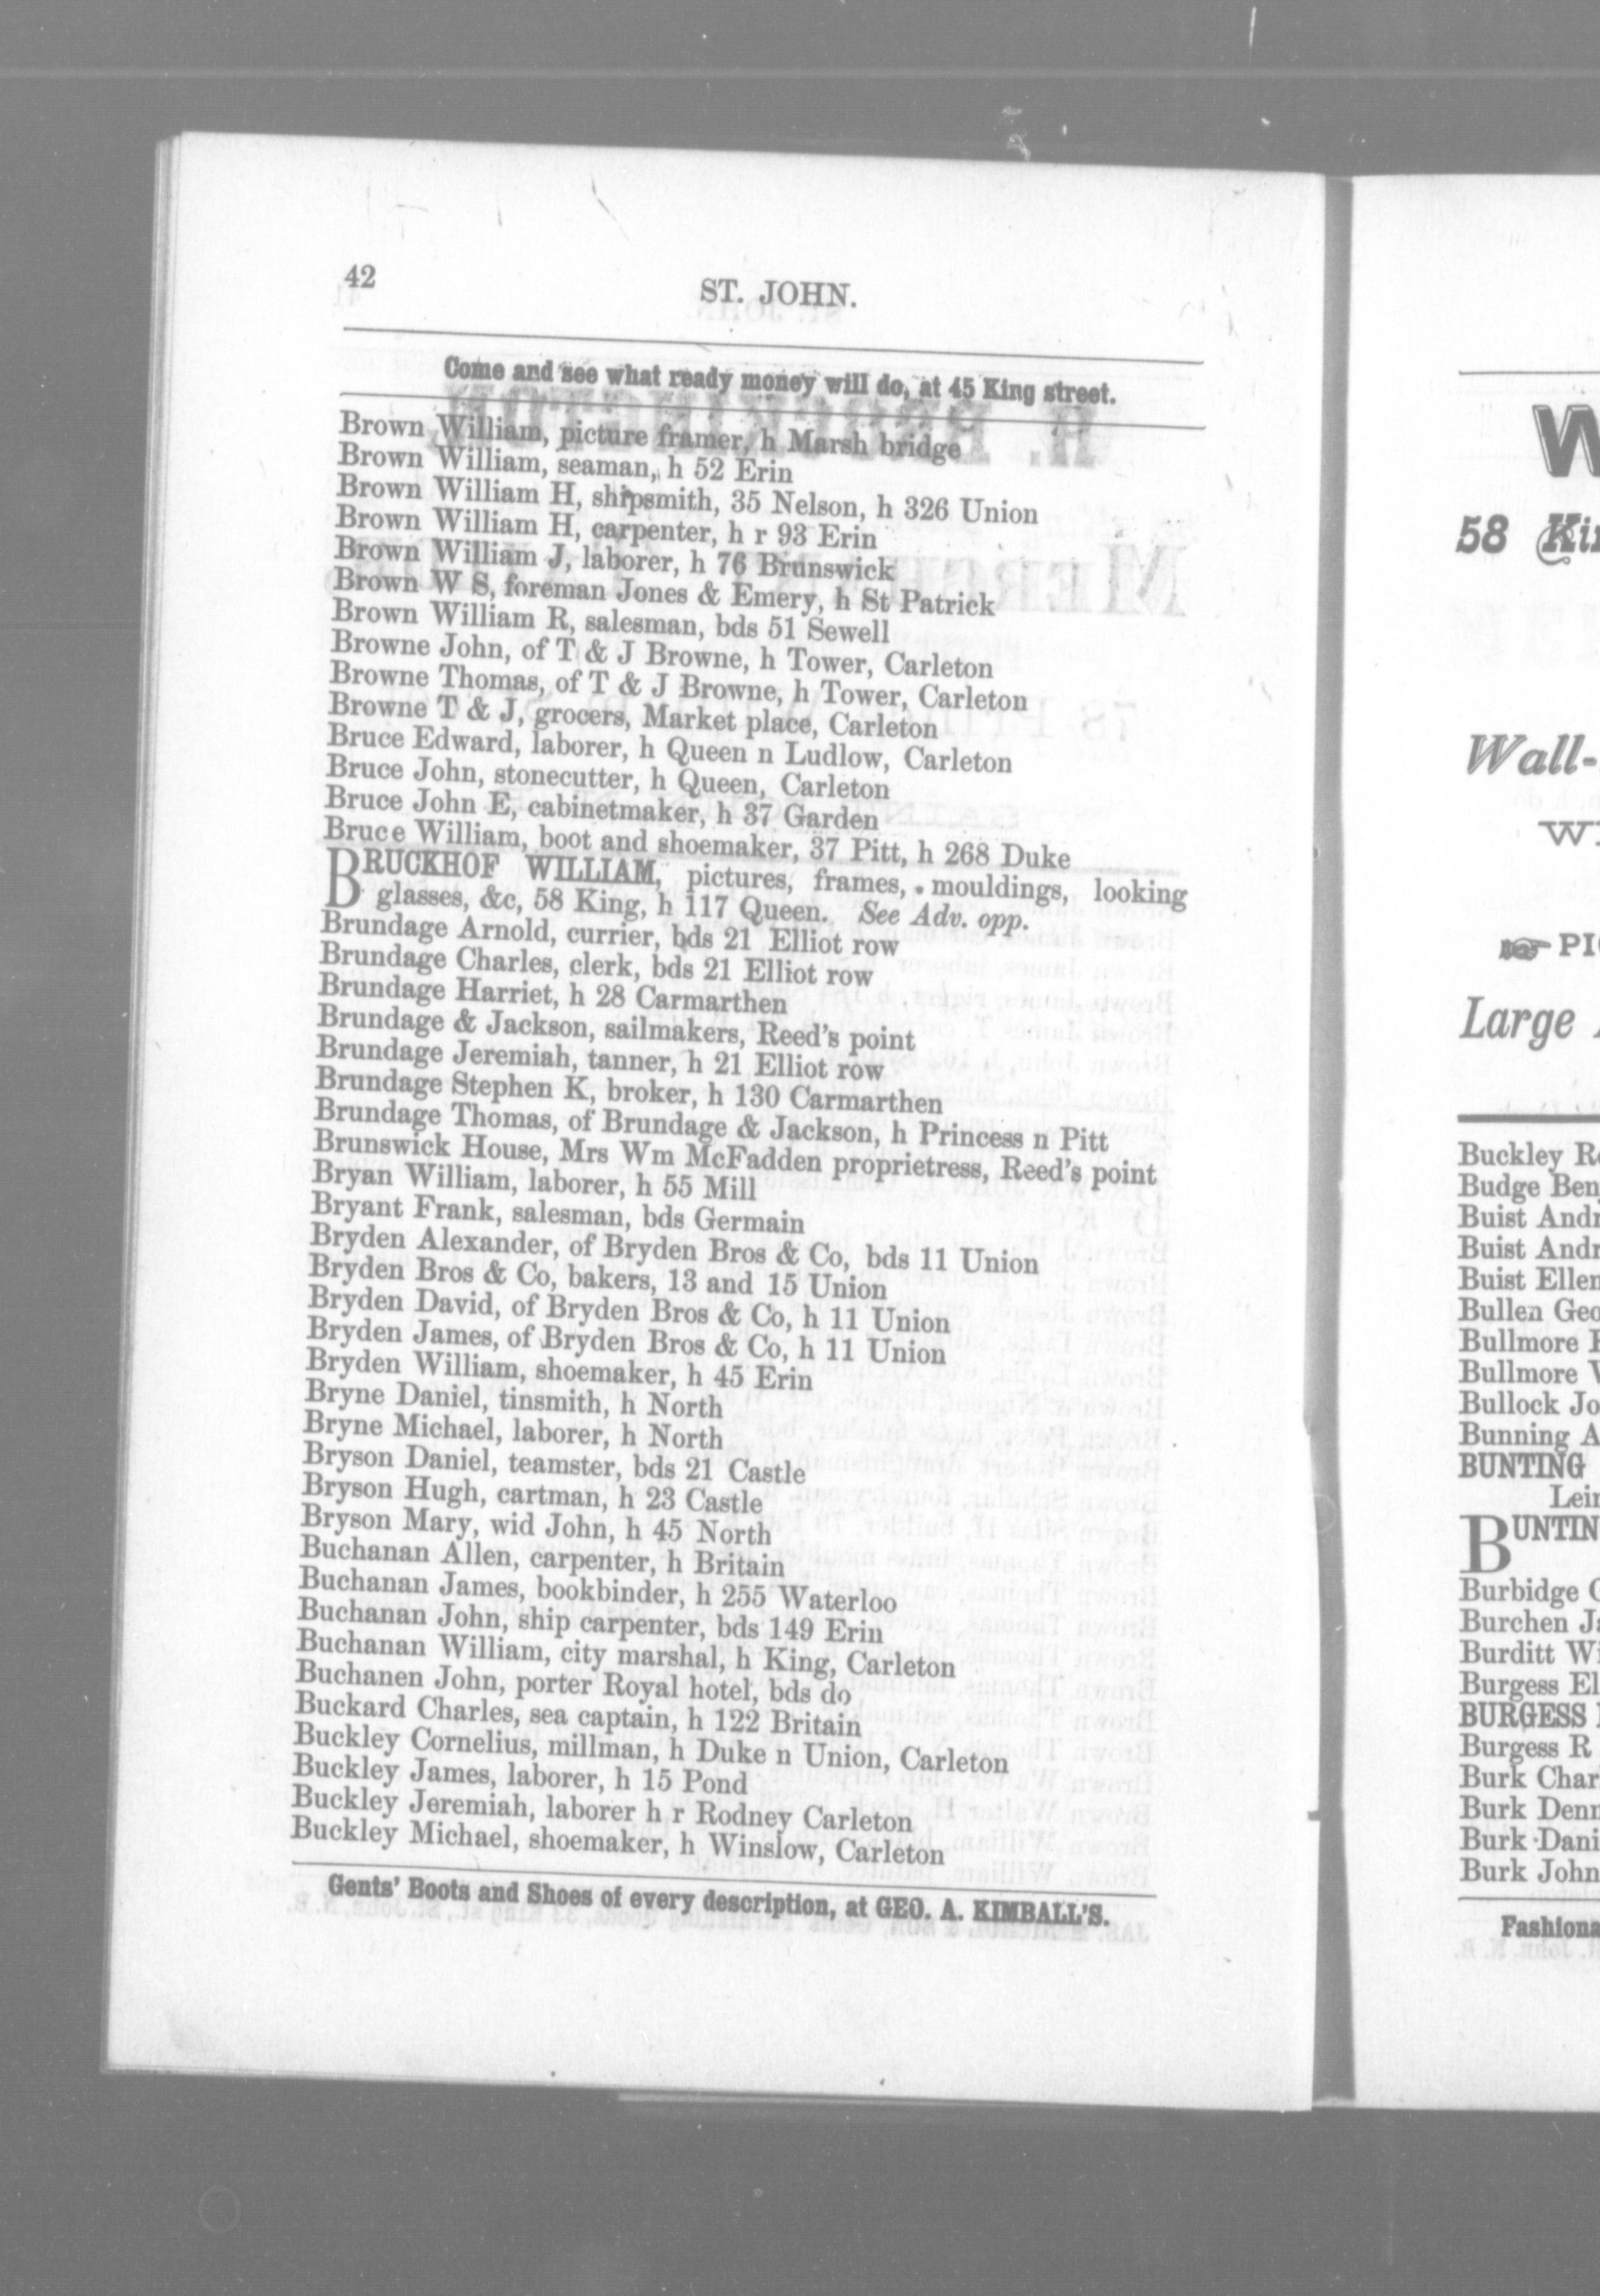 42
ST. JOHN.
Come and see what ready money will do, at 45 King street.
Brown William, picture framer, h Marsh bridge
Brown William, seaman, h 52 Erin
Brown William H, shipsmith, 35 Nelson, h 326 Union
Brown William H, carpenter, h r 93 Erin
Brown William J, laborer, h 76 Brunswick
Brown W S, foreman Jones & Emery, h St Patrick
Brown William R, salesman, bds 51 Sewell
Browne John, of T & J Browne, h Tower, Carleton
Browne Thomas, of T & J Browne, h Tower, Carleton
Browne T & J, grocers, Market place, Carleton
Bruce Edward, laborer, h Queen n Ludlow, Carleton
Bruce John, stonecutter, h Queen, Carleton
Bruce John E, cabinetmaker, h 37 Garden
Bruce William, boot and shoemaker, 37 Pitt, h 268 Duke
BRUCKHOF WILLIAM, pictures, frames, mouldings, looking
glasses, &c, 58 King, h 117 Queen. See Adv. opp.
Brundage Arnold, currier, bds 21 Elliot row
Brundage Charles, clerk, bds 21 Elliot row
Brundage Harriet, h 28 Carmarthen
Brundage & Jackson, sailmakers, Reed's point
Brundage Jeremiah, tanner, h 21 Elliot row
Brundage Stephen K, broker, h 130 Carmarthen
Brundage Thomas, of Brundage & Jackson, h Princess n Pitt
Brunswick House, Mrs Wm McFadden proprietress, Reed's point
Bryan William, laborer, h 55 Mill
Bryant Frank, salesman, bds Germain
Bryden Alexander, of Bryden Bros & Co, bds 11 Union
Bryden Bros & Co, bakers, 13 and 15 Union
Bryden David, of Bryden Bros & Co, h 11 Union
Bryden James, of Bryden Bros & Co, h 11 Union
Bryden William, shoemaker, h 45 Erin
Bryne Daniel, tinsmith, h North
Bryne Michael, laborer, h North
Bryson Daniel, teamster, bds 21 Castle
Bryson Hugh, cartman, h 23 Castle
Bryson Mary, wid John, h 45 North
Buchanan Allen, carpenter, h Britain
Buchanan James, bookbinder, h 255 Waterloo
Buchanan John, ship carpenter, bds 149 Erin
Buchanan William, city marshal, h King, Carleton
Buchanen John, porter Royal hotel, bds do
Buckard Charles, sea captain, h 122 Britain
Buckley Cornelius, millman, h Duke n Union, Carleton
Buckley James, laborer, h 15 Pond
Buckley Jeremiah, laborer h r Rodney Carleton
Buckley Michael, shoemaker, h Winslow, Carleton
Gents' Boots and Shoes of every description, at GEO. A. KIMBALL'S.
W
58 Ki
Wall-
W
PI
Large
Buckley R
Budge Ben
Buist And
Buist And
Buist Ellen
Bullen Geo
Bullmore
Bullmore
Bullock Jo
Bunning A
BUNTING
Lei
BUNTIN
Burbidge
Burchen Ja
Burditt Wi
Burgess El
BURGESS
Burgess R
Burk Char
Burk Denn
Burk Dani
Burk John
Fashiona